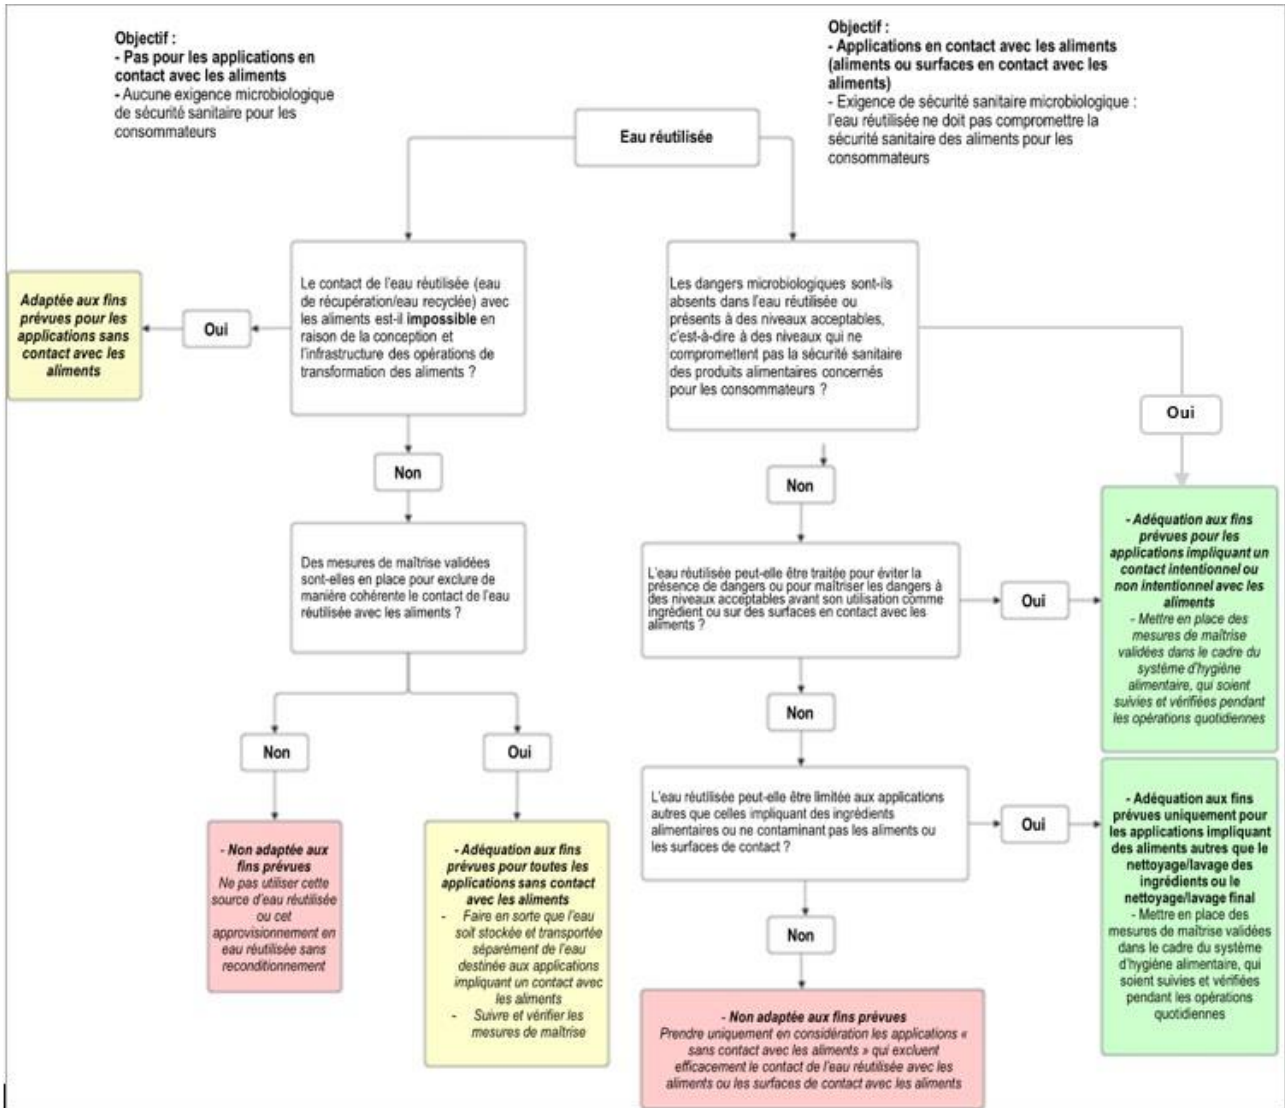 Objectif :
- Pas pour les applications en
contact avec les aliments
- Aucune exigence microbiologique
de sécurité sanitaire pour les
consommateurs
Objectif :
- Applications en contact avec les aliments
(aliments ou surfaces en contact avec les
aliments)
- Exigence de sécurité sanitaire microbiologique :
l'eau réutilisée ne doit pas compromettre la
sécurité sanitaire des aliments pour les
consommateurs
Eau réutilisée
Adaptée aux fins
prévues pour les
applications sans
contact avec les
aliments
Oui
Le contact de l'eau réutilisée (eau
de récupération/eau recyclée) avec
les aliments est-il impossible en
raison de la conception et
l'infrastructure des opérations de
transformation des aliments ?
Les dangers microbiologiques sont-ils
absents dans l'eau réutilisée ou
présents à des niveaux acceptables,
c'est-à-dire à des niveaux qui ne
compromettent pas la sécurité sanitaire
des produits alimentaires concernés
pour les consommateurs ?
Oui
Non
Non
Des mesures de maîtrise validées
sont-elles en place pour exclure de
manière cohérente le contact de l'eau
réutilisée avec les aliments ?
L'eau réutilisée peut-elle être traitée pour éviter la
présence de dangers ou pour maîtriser les dangers à
des niveaux acceptables avant son utilisation comme
ingrédient ou sur des surfaces en contact avec les
aliments ?
Oui
- Adéquation aux fins
prévues pour les
applications impliquant un
contact intentionnel ou
non intentionnel avec les
aliments
- Mettre en place des
mesures de maîtrise
validées dans le cadre du
système d'hygiène
alimentaire, qui soient
suivies et vérifiées pendant
les opérations quotidiennes
Non
Non
Oui
L'eau réutilisée peut-elle être limitée aux applications
autres que celles impliquant des ingrédients
alimentaires ou ne contaminant pas les aliments ou
les surfaces de contact ?
Oui
- Adéquation aux fins
prévues uniquement pour
les applications impliquant
des aliments autres que le
nettoyage/lavage des
ingrédients ou le
nettoyage/lavage final
- Mettre en place des
mesures de maîtrise validées
dans le cadre du système
d'hygiène alimentaire, qui
soient suivies et vérifiées
pendant les opérations
quotidiennes
- Non adaptée aux
fins prévues
Ne pas utiliser cette
source d'eau réutilisée
ou cet
approvisionnement en
eau réutilisée sans
reconditionnement
- Adéquation aux fins
prévues pour toutes les
applications sans contact
avec les aliments
- Faire en sorte que l'eau
soit stockée et transportée
séparément de l'eau
destinée aux applications
impliquant un contact avec
les aliments
- Suivre et vérifier les
mesures de maîtrise
Non
- Non adaptée aux fins prévues
Prendre uniquement en considération les applications «
sans contact avec les aliments » qui excluent
efficacement le contact de l'eau réutilisée avec les
aliments ou les surfaces de contact avec les aliments